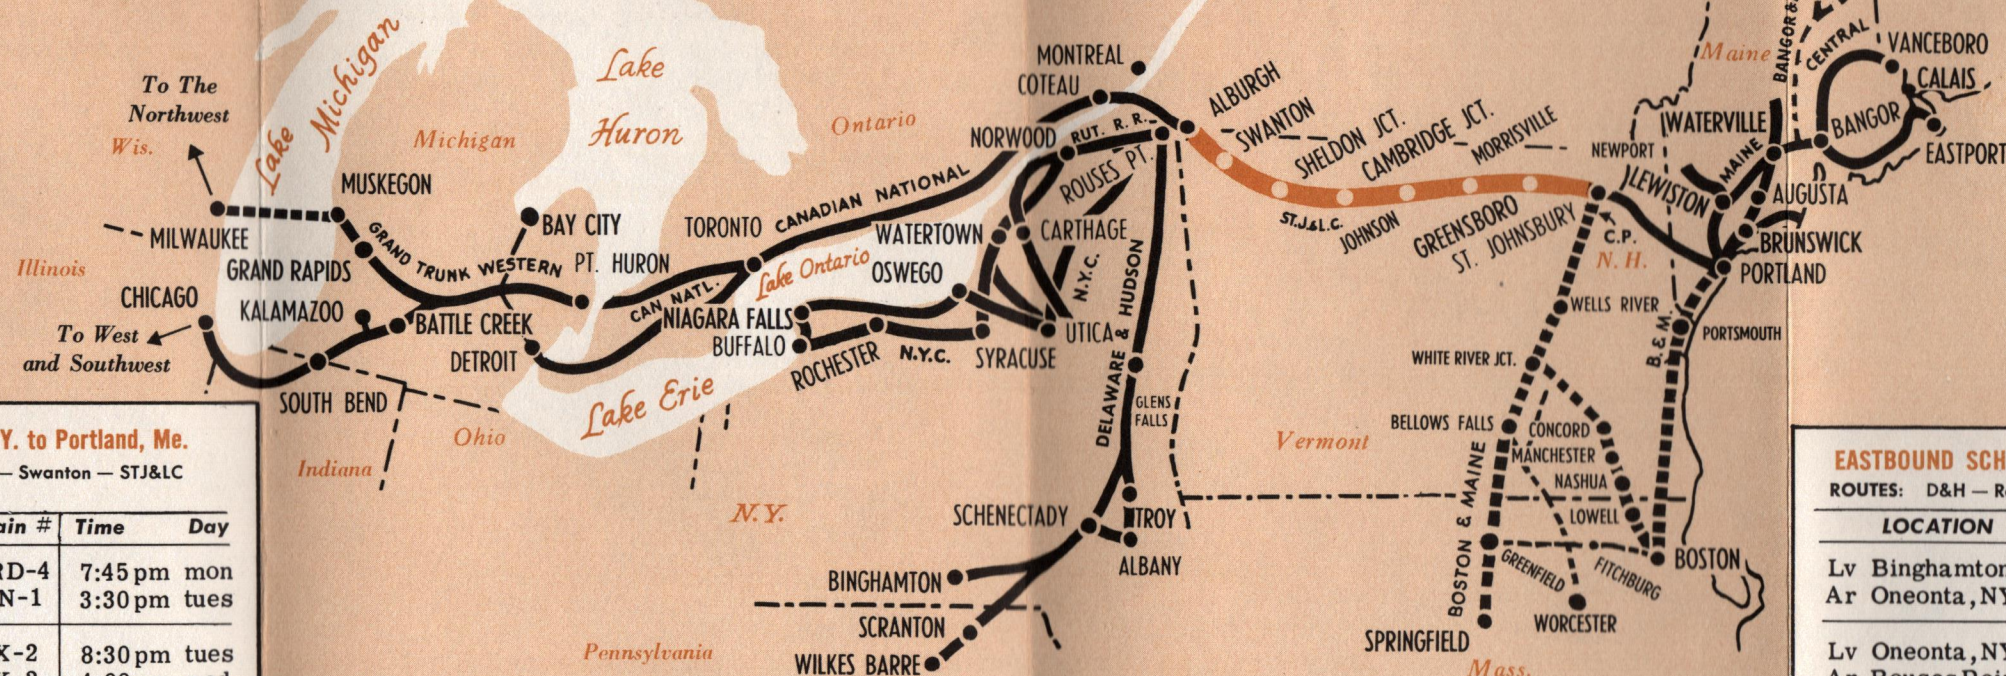 To The
Northwest
Wis.
Lake Michigan
Michigan
Lake
Huron
Ontario
MUSKEGON
MILWAUKEE
Illinois
CHICAGO
To West
and Southwest
GRAND RAPIDS
KALAMAZOO
GRAND TRUNK WESTERN
BAY CITY
PT. HURON
BATTLE CREEK
DETROIT
SOUTH BEND
Indiana
Ohio
Lake Erie
TORONTO
CANADIAN NATIONAL
CAN NATL.
Lake Ontario
NIAGARA FALLS
BUFFALO
ROCHESTER
N.Y.C.
SYRACUSE
OSWEGO
WATERTOWN
CARTHAGE
UTICA
N.Y.C.
MONTREAL
COTEAU
NORWOOD
RUT. R. R.
ROUSES PT.
DELAWARE & HUDSON
GLENS
FALLS
N.Y.
SCHENECTADY
TROY
ALBANY
BINGHAMTON
SCRANTON
WILKES BARRE
Pennsylvania
ALBURGH
SWANTON
SHELDON JCT.
CAMBRIDGE JCT.
MORRISVILLE
ST.J.&L.C.
JOHNSON
GREENSBORO
ST. JOHNSBURY
NEWPORT
C.P.
N. H.
WELLS RIVER
WHITE RIVER JCT.
BELLOWS FALLS
Vermont
CONCORD
MANCHESTER
NASHUA
LOWELL
BOSTON & MAINE
B.& M.
GREENFIELD
FITCHBURG
BOSTON
WORCESTER
SPRINGFIELD
Mass.
Maine
CENTRAL
VANCEBORO
CALAIS
WATERVILLE
BANGOR
EASTPORT
MAINE
LEWISTON
AUGUSTA
BRUNSWICK
PORTLAND
PORTSMOUTH
BANGOR &
Y. to Portland, Me.
— Swanton — STJ&LC
ain # Time Day
RD-4 7:45 pm mon
N-1 3:30 pm tues
X-2 8:30 pm tues
EASTBOUND SCH
ROUTES: D&H — R
LOCATION
Lv Binghamton
Ar Oneonta, NY
Lv Oneonta, NY